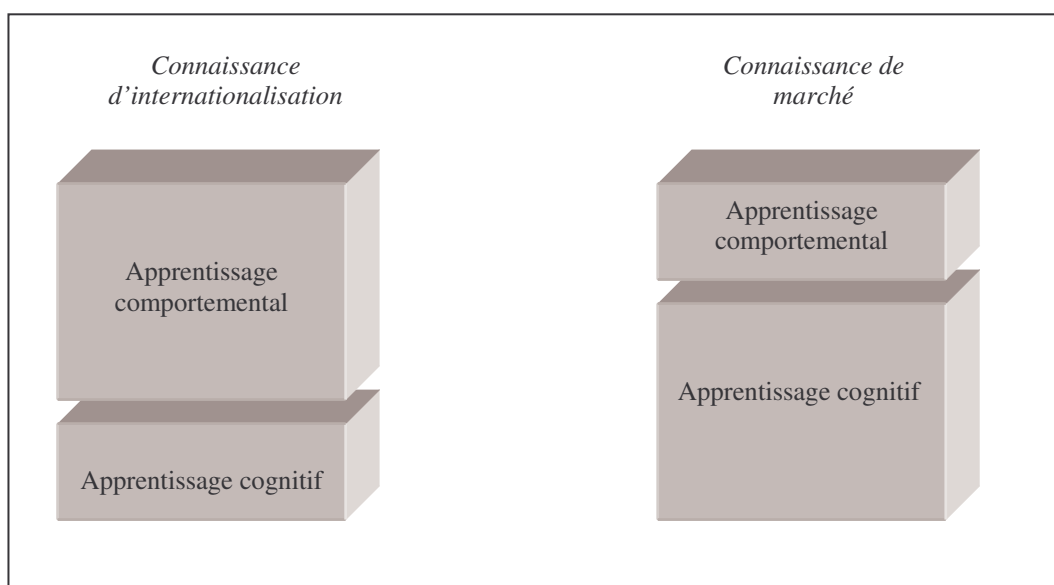 Connaissance
d’internationalisation
Apprentissage
comportemental
Apprentissage cognitif
Connaissance de
marché
Apprentissage
comportemental
Apprentissage cognitif